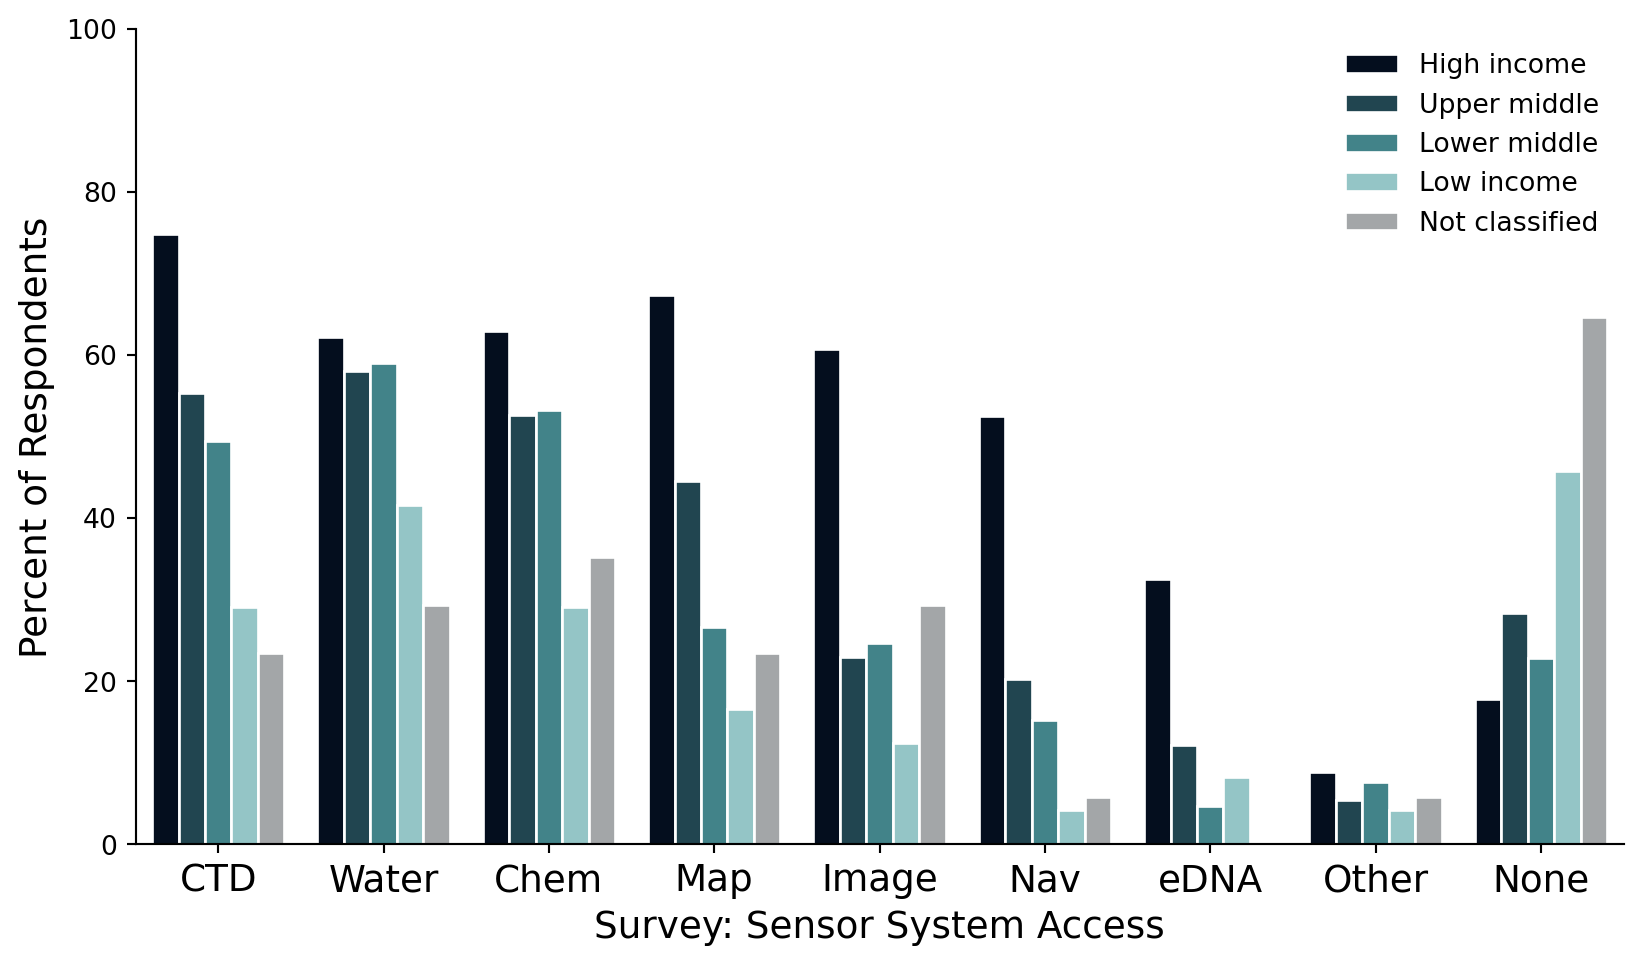 100
80
60
40
20
0
Percent of Respondents
High income
Upper middle
Lower middle
Low income
Not classified
CTD Water Chem Map Image Nav eDNA Other None
Survey: Sensor System Access